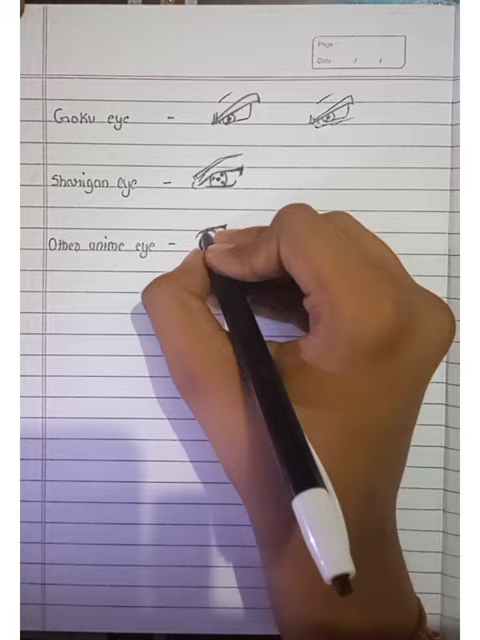 Page :
Date : / /
Goku eye -
Sharigan eye -
Other anime eye -